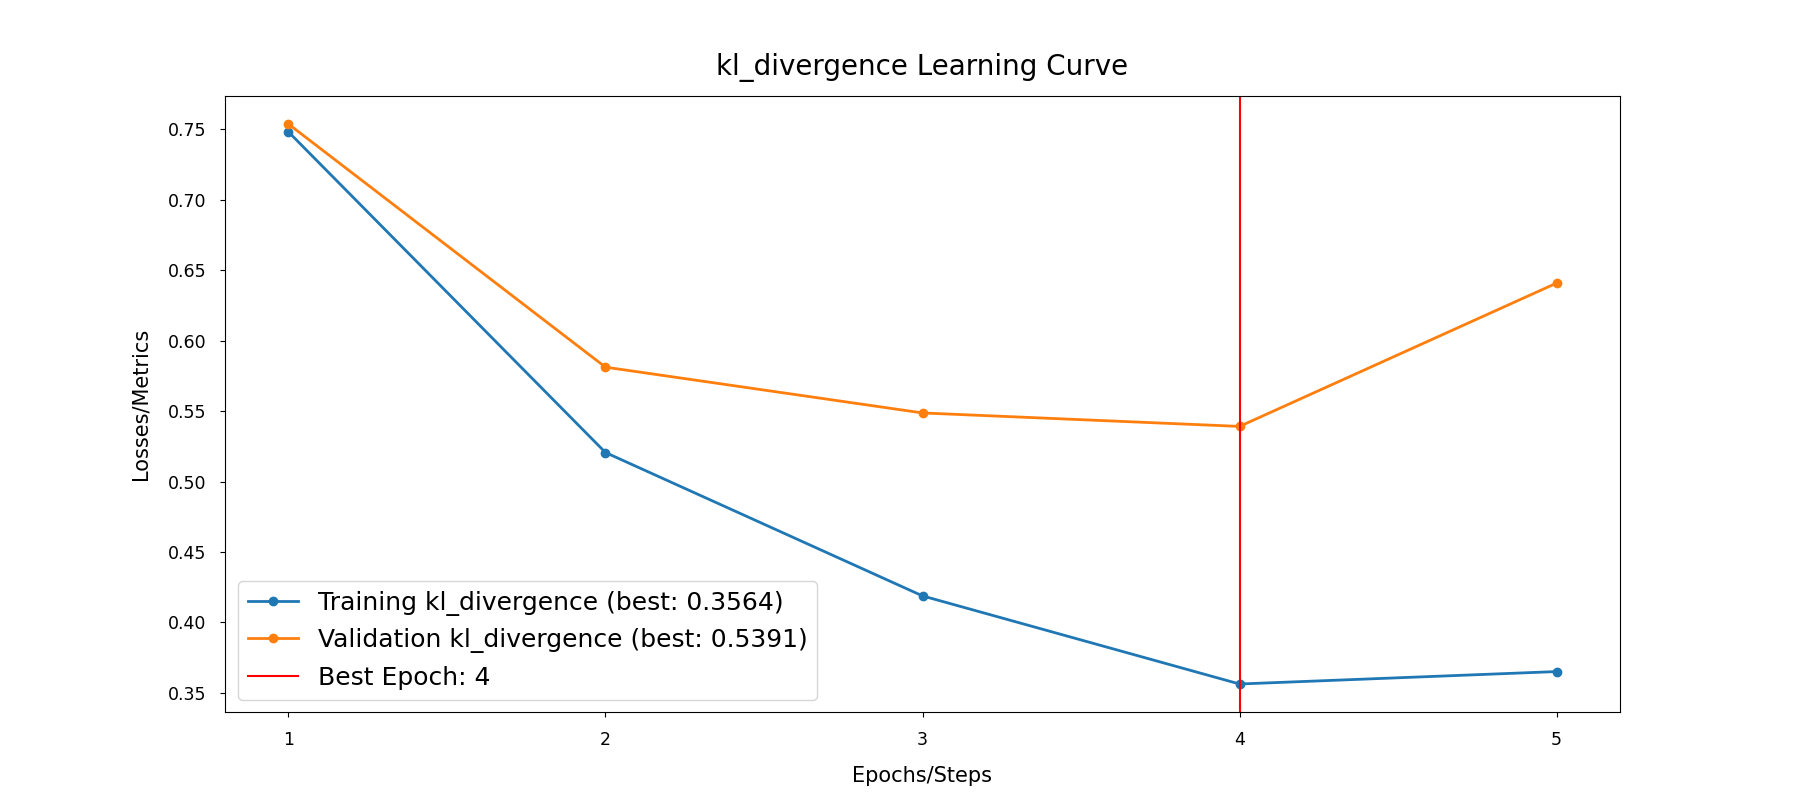 kl_divergence Learning Curve
0.75
0.70
0.65
0.60
0.55
0.50
0.45
0.40
0.35
Losses/Metrics
Training kl_divergence (best: 0.3564)
Validation kl_divergence (best: 0.5391)
Best Epoch: 4
1 2 3 4 5
Epochs/Steps